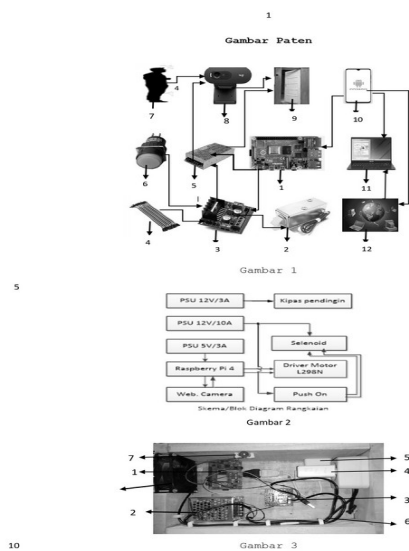 1
Gambar Paten
4
7
8
9
10
6
5
1
11
4
3
2
12
Gambar 1
5
PSU 12V/3A
Kipas pendingin
PSU 12V/10A
Selenoid
PSU 5V/3A
Raspberry Pi 4
Driver Motor
L298N
Web. Camera
Push On
Skema/Blok Diagram Rangkaian
Gambar 2
7
5
1
4
3
2
6
10
Gambar 3